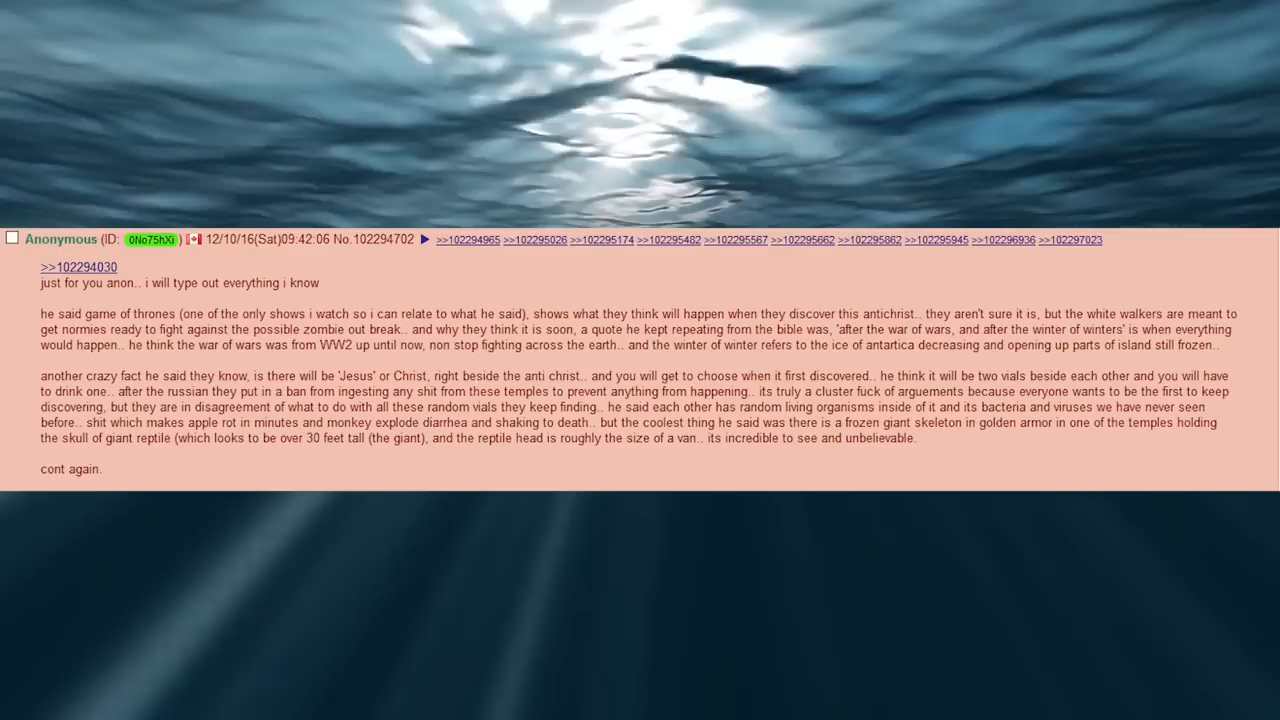 Anonymous (ID: 0No75hXi) 12/10/16(Sat)09:42:06 No.102294702 ▶ >>102294965 >>102295026 >>102295174 >>102295482 >>102295567 >>102295662 >>102295862 >>102295945 >>102296936 >>102297023
>>102294030
just for you anon.. i will type out everything i know
he said game of thrones (one of the only shows i watch so i can relate to what he said), shows what they think will happen when they discover this antichrist.. they aren't sure it is, but the white walkers are meant to
get normies ready to fight against the possible zombie out break.. and why they think it is soon, a quote he kept repeating from the bible was, 'after the war of wars, and after the winter of winters' is when everything
would happen.. he think the war of wars was from WW2 up until now, non stop fighting across the earth.. and the winter of winter refers to the ice of antartica decreasing and opening up parts of island still frozen..
another crazy fact he said they know, is there will be 'Jesus' or Christ, right beside the anti christ.. and you will get to choose when it first discovered.. he think it will be two vials beside each other and you will have
to drink one.. after the russian they put in a ban from ingesting any shit from these temples to prevent anything from happening.. its truly a cluster fuck of arguements because everyone wants to be the first to keep
discovering, but they are in disagreement of what to do with all these random vials they keep finding.. he said each other has random living organisms inside of it and its bacteria and viruses we have never seen
before.. shit which makes apple rot in minutes and monkey explode diarrhea and shaking to death.. but the coolest thing he said was there is a frozen giant skeleton in golden armor in one of the temples holding
the skull of giant reptile (which looks to be over 30 feet tall (the giant), and the reptile head is roughly the size of a van.. its incredible to see and unbelievable.
cont again.